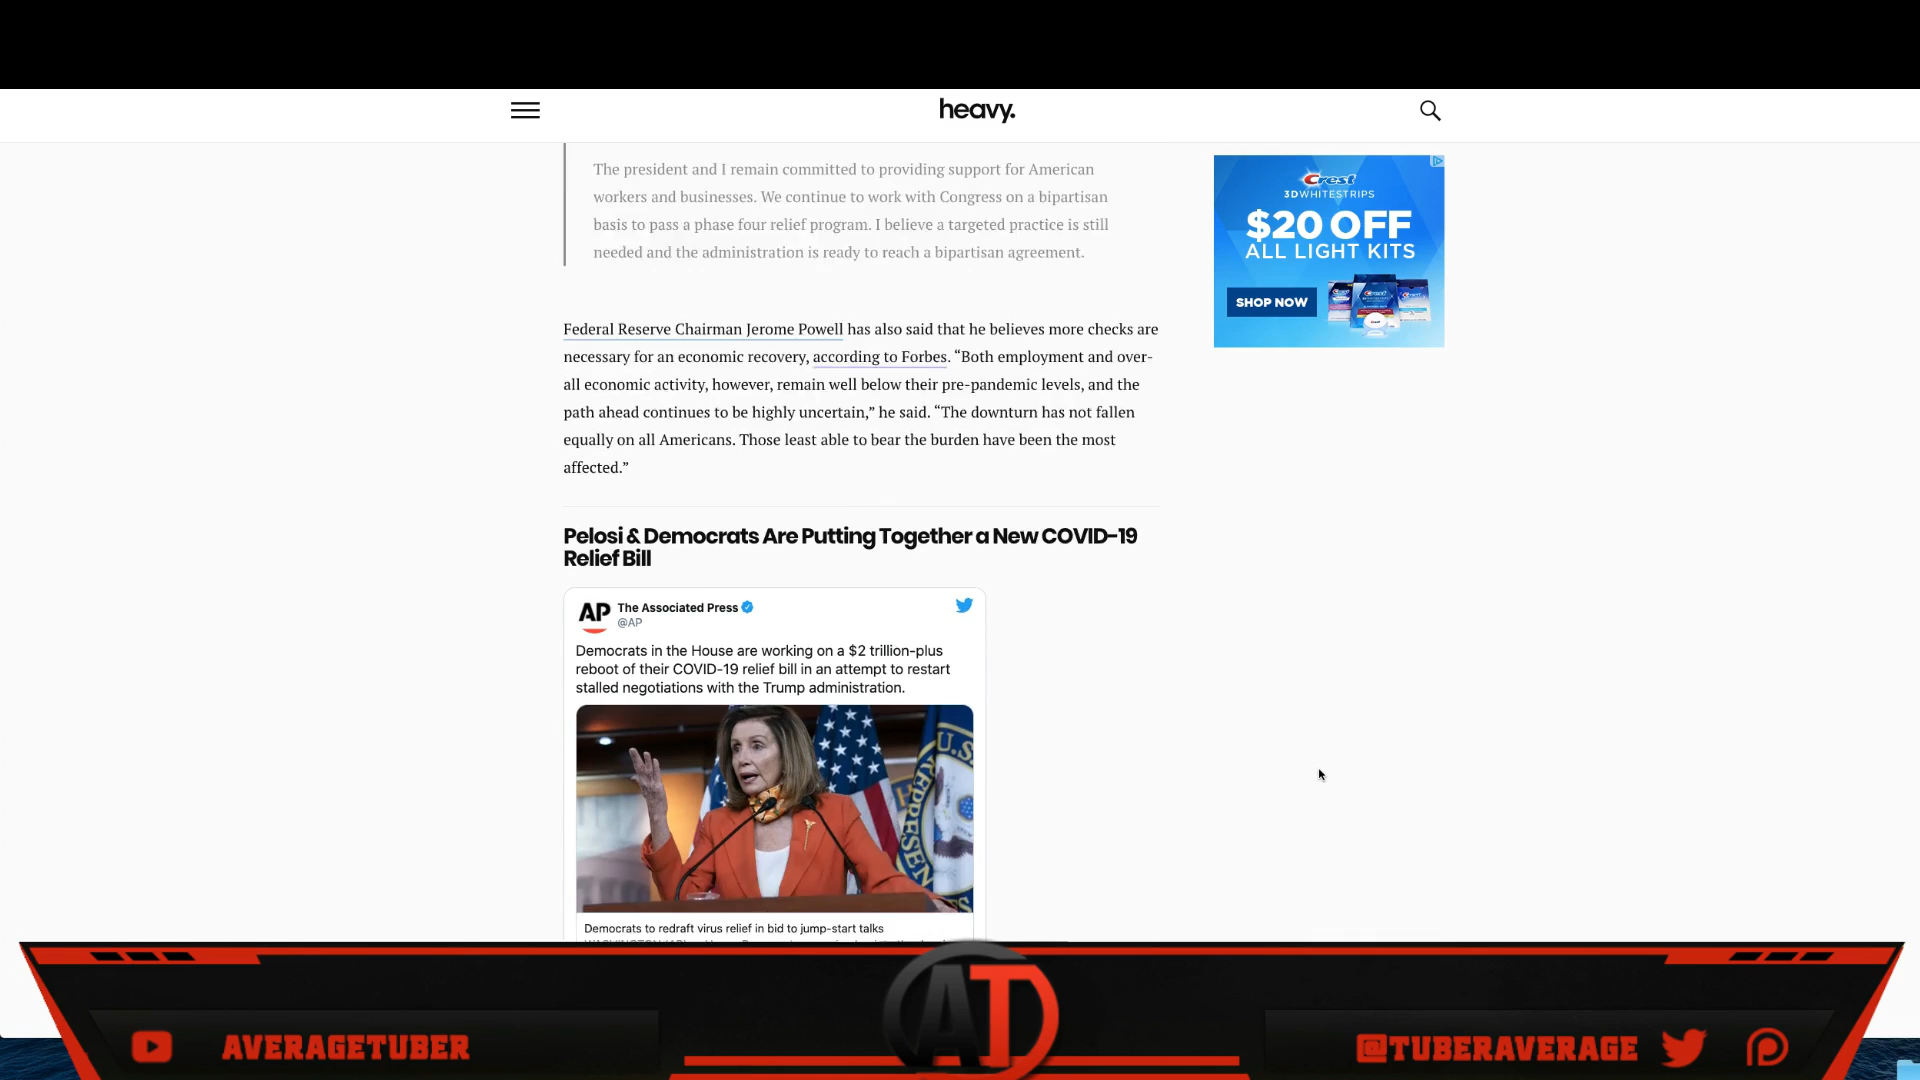 heavy.
The president and I remain committed to providing support for American
workers and businesses. We continue to work with Congress on a bipartisan
basis to pass a phase four relief program. I believe a targeted practice is still
needed and the administration is ready to reach a bipartisan agreement.
Crest
3DWHITESTRIPS
$20 OFF
ALL LIGHT KITS
SHOP NOW
Federal Reserve Chairman Jerome Powell has also said that he believes more checks are
necessary for an economic recovery, according to Forbes. “Both employment and over-
all economic activity, however, remain well below their pre-pandemic levels, and the
path ahead continues to be highly uncertain,” he said. “The downturn has not fallen
equally on all Americans. Those least able to bear the burden have been the most
affected.”
Pelosi & Democrats Are Putting Together a New COVID-19
Relief Bill
AP
The Associated Press
@AP
Democrats in the House are working on a $2 trillion-plus
reboot of their COVID-19 relief bill in an attempt to restart
stalled negotiations with the Trump administration.
U.S.
Democrats to redraft virus relief in bid to jump-start talks
AT
AVERAGETUBER
@TUBERAVERAGE